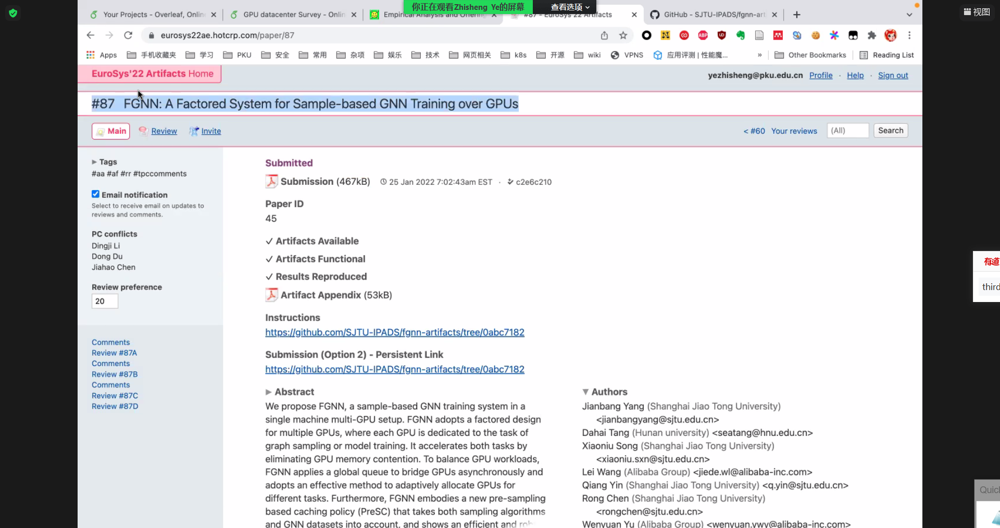 Your Projects - Overleaf, Onlin
GPU datacenter Survey - Onlin
Empirical Analysis and Offering
#87 - EuroSys'22 Artifacts
GitHub - SJTU-IPADS/fgnn-art
你正在观看Zhisheng Ye的屏幕
查看选项
视图
eurosys22ae.hotcrp.com/paper/87
ABP
Apps
手机收藏夹
学习
PKU
安全
常用
杂项
娱乐
技术
网页相关
k8s
开源
wiki
VPNS
应用评测 | 性能魔...
»
Other Bookmarks
Reading List
EuroSys'22 Artifacts Home
yezhisheng@pku.edu.cn Profile · Help · Sign out
#87 FGNN: A Factored System for Sample-based GNN Training over GPUs
Main
Review
Invite
< #60 Your reviews
(All)
Search
Tags
#aa #af #rr #tpccomments
Email notification
Select to receive email on updates to
reviews and comments.
PC conflicts
Dingji Li
Dong Du
Jiahao Chen
Review preference
20
Comments
Review #87A
Comments
Review #87B
Comments
Review #87C
Review #87D
Submitted
Submission (467kB) 25 Jan 2022 7:02:43am EST · c2e6c210
Paper ID
45
✓ Artifacts Available
✓ Artifacts Functional
✓ Results Reproduced
Artifact Appendix (53kB)
Instructions
https://github.com/SJTU-IPADS/fgnn-artifacts/tree/0abc7182
Submission (Option 2) - Persistent Link
https://github.com/SJTU-IPADS/fgnn-artifacts/tree/0abc7182
Abstract
We propose FGNN, a sample-based GNN training system in a
single machine multi-GPU setup. FGNN adopts a factored design
for multiple GPUs, where each GPU is dedicated to the task of
graph sampling or model training. It accelerates both tasks by
eliminating GPU memory contention. To balance GPU workloads,
FGNN applies a global queue to bridge GPUs asynchronously and
adopts an effective method to adaptively allocate GPUs for
different tasks. Furthermore, FGNN embodies a new pre-sampling
based caching policy (PreSC) that takes both sampling algorithms
and GNN datasets into account, and shows an efficient and rob
Authors
Jianbang Yang (Shanghai Jiao Tong University)
<jianbangyang@sjtu.edu.cn>
Dahai Tang (Hunan university) <seatang@hnu.edu.cn>
Xiaoniu Song (Shanghai Jiao Tong University)
<xiaoniu.sxn@sjtu.edu.cn>
Lei Wang (Alibaba Group) <jiede.wl@alibaba-inc.com>
Qiang Yin (Shanghai Jiao Tong University) <q.yin@sjtu.edu.cn>
Rong Chen (Shanghai Jiao Tong University)
<rongchen@sjtu.edu.cn>
Wenyuan Yu (Alibaba Group) <wenyuan.ywy@alibaba-inc.com>
有道
third
Quic